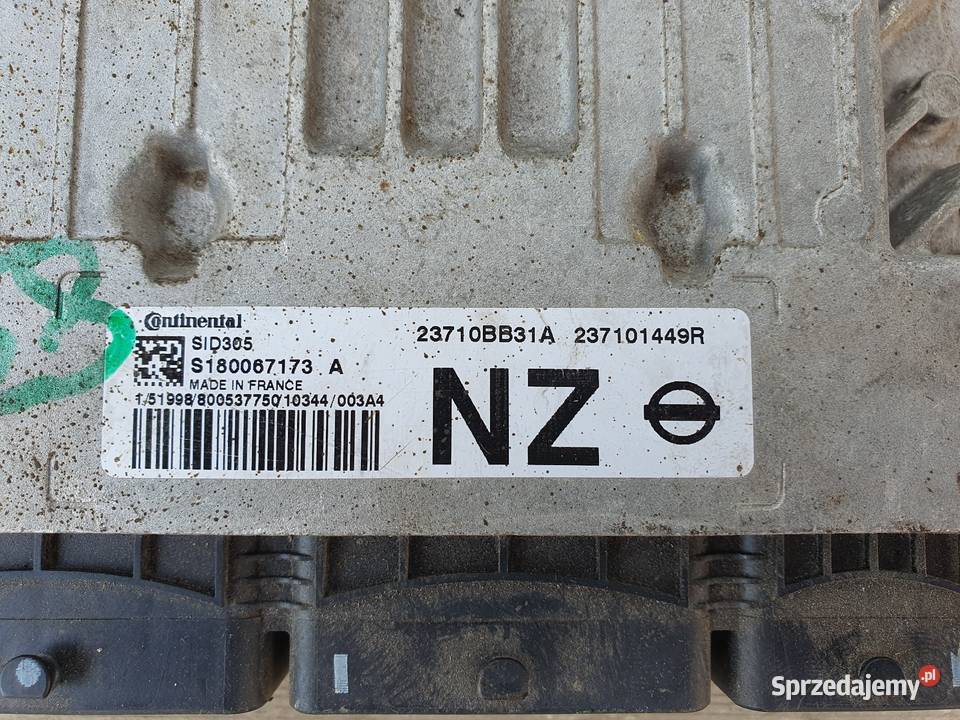 Continental
SID305
S180067173 A
MADE IN FRANCE
1/51998/800537750/10344/003A4
23710BB31A 237101449R
NZ
Sprzedajemy.pl